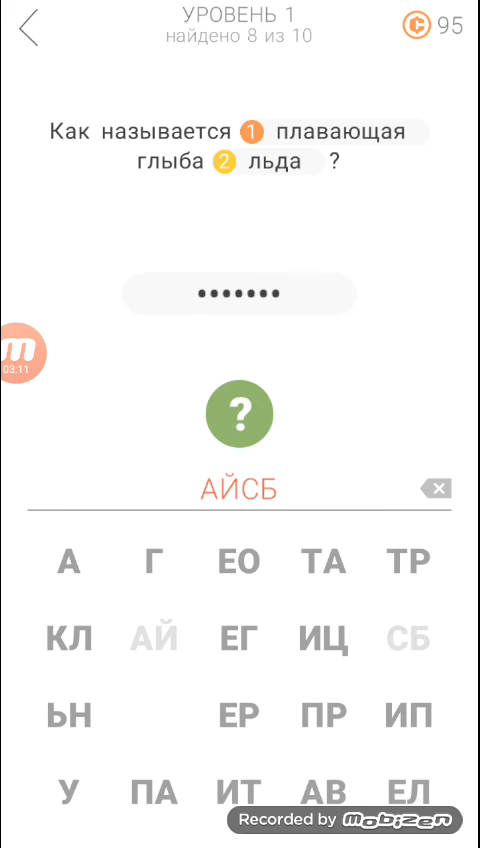 УРОВЕНЬ 1
найдено 8 из 10
95
Как называется 1 плавающая
глыба 2 льда ?
m
03:11
?
АЙСБ
А Г ЕО ТА ТР
КЛ АЙ ЕГ ИЦ СБ
ЬН ЕР ПР ИП
У ПА ИТ АВ ЕЛ
Recorded by mobizen